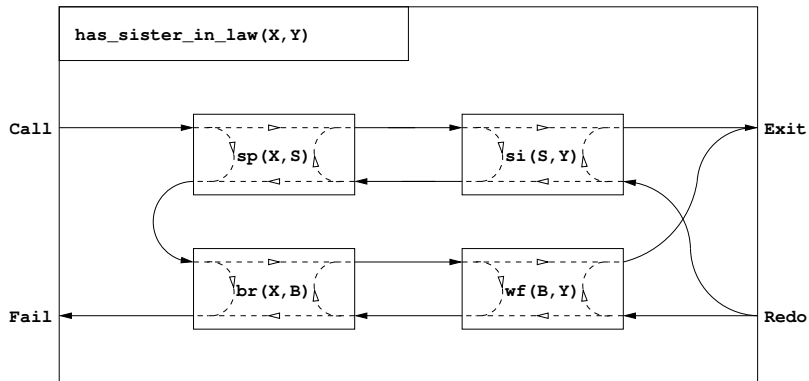 has_sister_in_law(X,Y)
Call
Exit
sp(X,S)
si(S,Y)
br(X,B)
wf(B,Y)
Fail
Redo